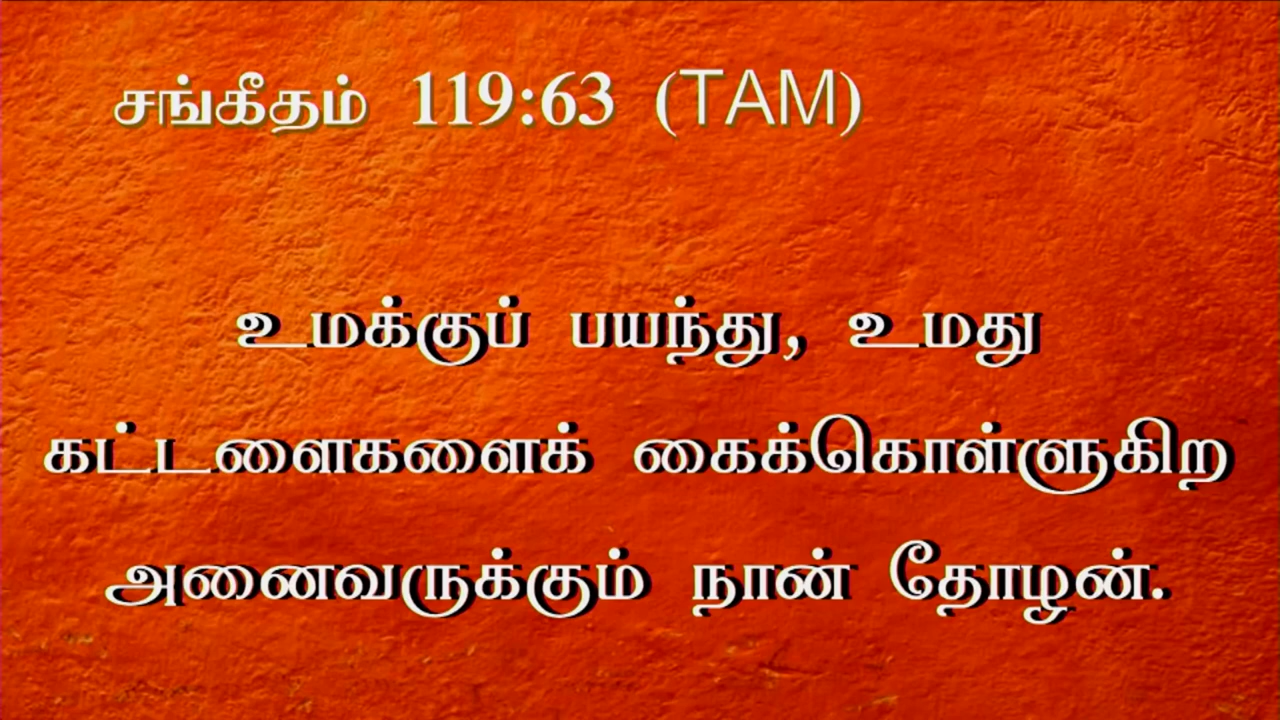 சங்கீதம் 119:63 (TAM)
உமக்குப் பயந்து, உமது
கட்டளைகளைக் கைக்கொள்ளுகிற
அனைவருக்கும் நான் தோழன்.